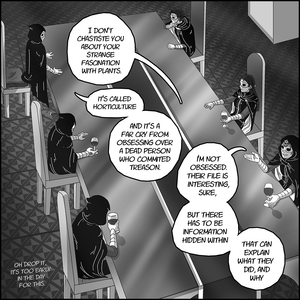 I DON'T
CHASTISTE YOU
ABOUT YOUR
STRANGE
FASCINATION
WITH PLANTS.
IT'S CALLED
HORTICULTURE
AND IT'S A
FAR CRY FROM
OBSESSING OVER
A DEAD PERSON
WHO COMMITED
TREASON.
I'M NOT
OBSESSED
THEIR FILE IS
INTERESTING,
SURE,
BUT THERE
HAS TO BE
INFORMATION
HIDDEN WITHIN
THAT CAN
EXPLAIN
WHAT THEY
DID, AND
WHY
OH DROP IT,
IT'S TOO EARLY
IN THE DAY
FOR THIS.